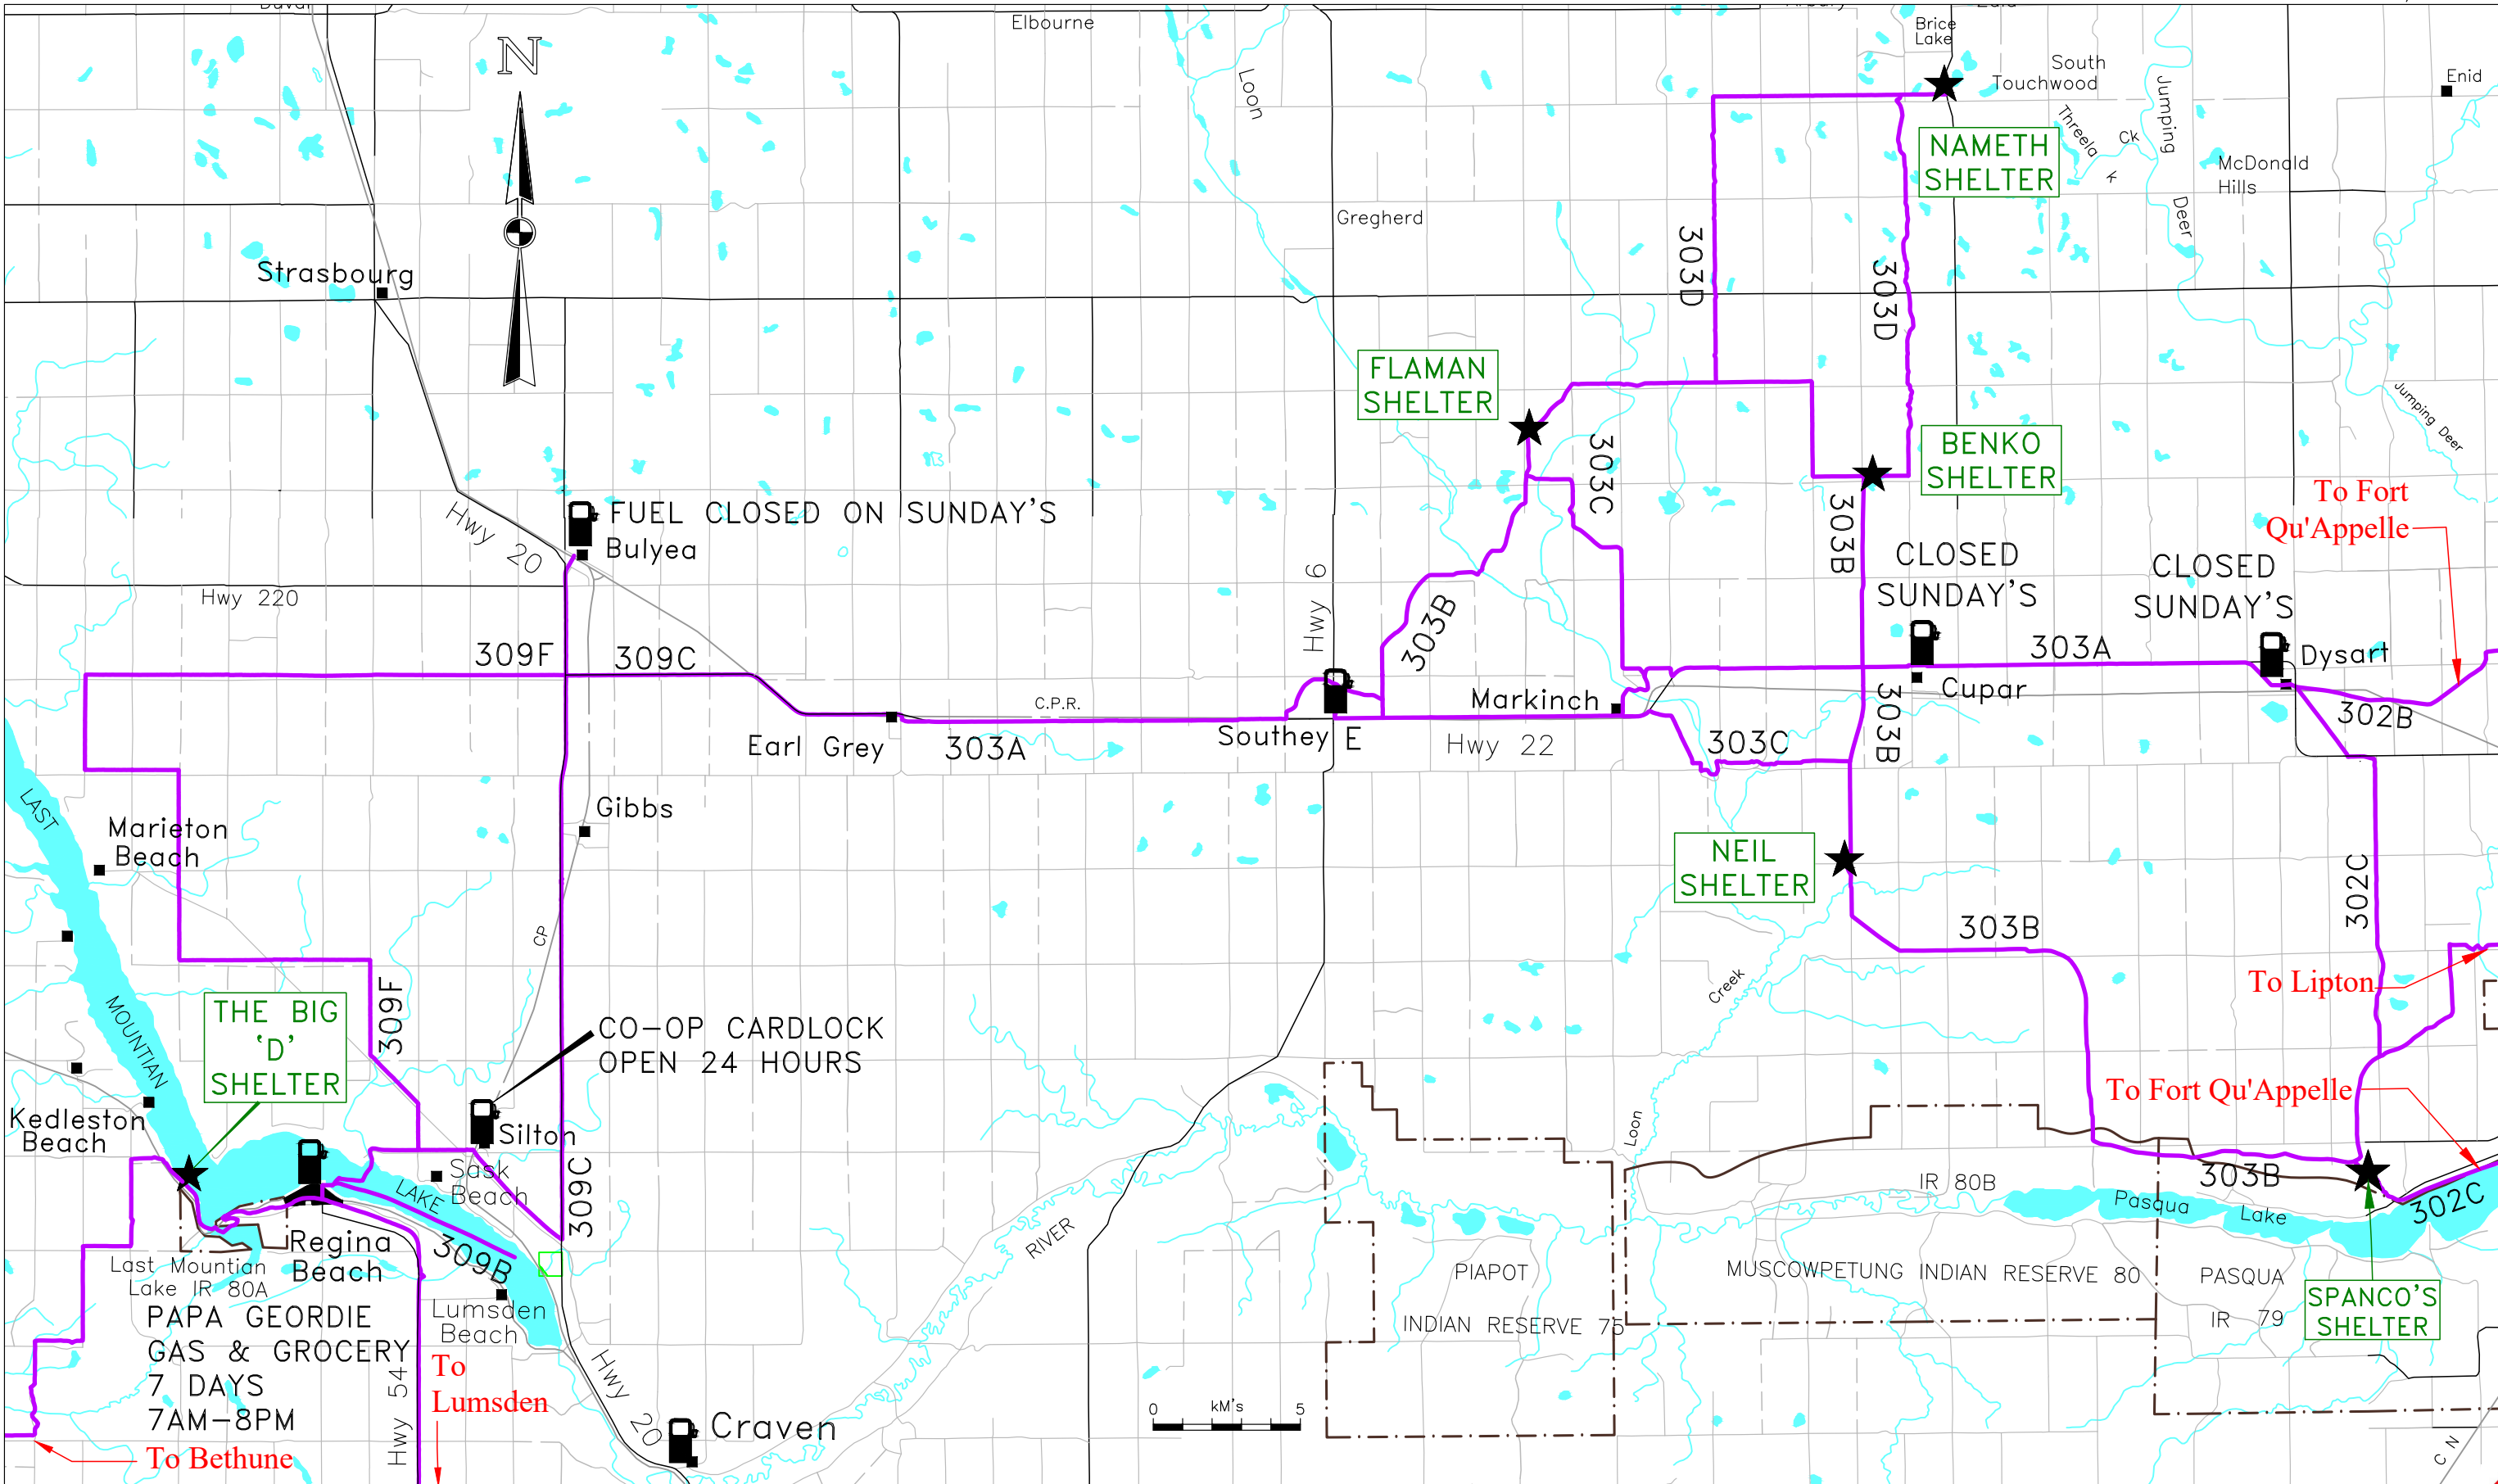 Elbourne
Brice
Lake
South
Touchwood
Enid
N
Loon
Jumping
Deer
Threela
Ck
k
McDonald
Hills
NAMETH
SHELTER
Gregherd
303D
303D
Strasbourg
FLAMAN
SHELTER
303C
BENKO
SHELTER
Jumping Deer
To Fort
Qu'Appelle
Hwy 20
FUEL CLOSED ON SUNDAY'S
Bulyea
303B
CLOSED
SUNDAY'S
CLOSED
SUNDAY'S
Hwy 220
Hwy 6
303B
309F
309C
303A
Dysart
C.P.R.
Markinch
Cupar
303B
302B
Earl Grey
303A
Southey E
Hwy 22
303C
LAST
MOUNTIAN
LAKE
Gibbs
Marieton
Beach
NEIL
SHELTER
302C
CP
303B
Creek
Loon
To Lipton
THE BIG
‘D’
SHELTER
309F
CO-OP CARDLOCK
OPEN 24 HOURS
To Fort Qu'Appelle
Kedleston
Beach
Silton
Sask
Beach
309C
303B
IR 80B
Pasqua Lake
302C
RIVER
Regina
Beach
309B
Last Mountian
Lake IR 80A
PIAPOT
INDIAN RESERVE 75
MUSCOWPETUNG INDIAN RESERVE 80
PASQUA
IR 79
SPANCO'S
SHELTER
Lumsden
Beach
PAPA GEORDIE
GAS & GROCERY
7 DAYS
7AM-8PM
Hwy 54
To
Lumsden
Hwy 20
Craven
0 kM's 5
To Bethune
C N